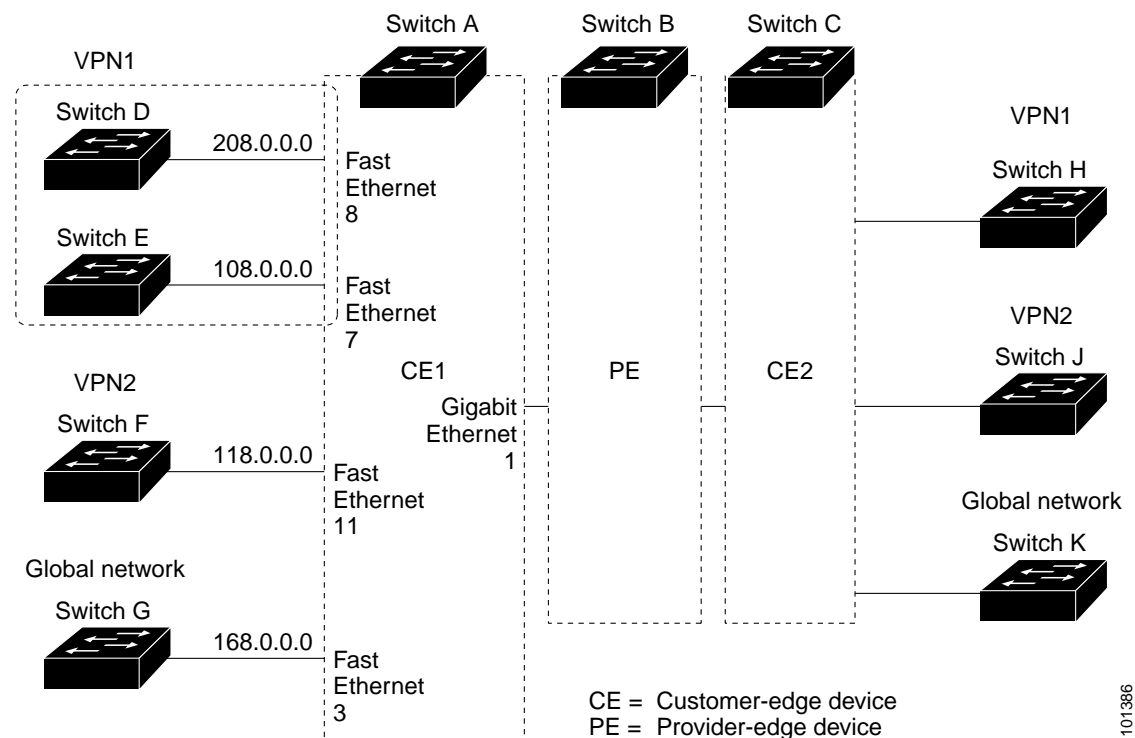 Switch A
Switch B
Switch C
VPN1
Switch D
208.0.0.0
Fast
Ethernet
8
Switch E
108.0.0.0
Fast
Ethernet
7
VPN2
Switch F
118.0.0.0
Fast
Ethernet
11
Global network
Switch G
168.0.0.0
Fast
Ethernet
3
CE1
Gigabit
Ethernet
1
PE
CE2
VPN1
Switch H
VPN2
Switch J
Global network
Switch K
CE = Customer-edge device
PE = Provider-edge device
101386